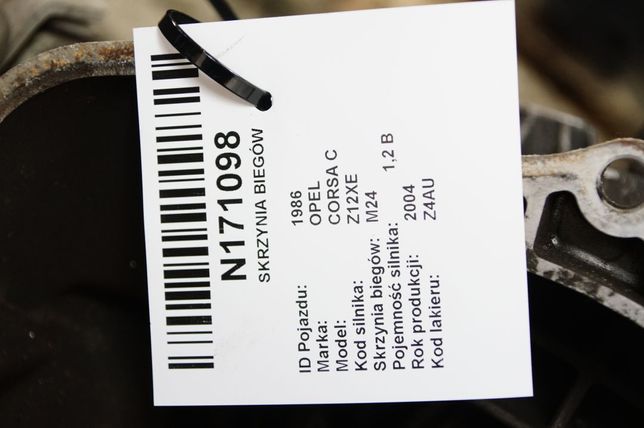 N171098
SKRZYNIA BIEGÓW
ID Pojazdu: 1986
Marka: OPEL
Model: CORSA C
Kod silnika: Z12XE
Skrzynia biegów: M24
Pojemność silnika: 1,2 B
Rok produkcji: 2004
Kod lakieru: Z4AU